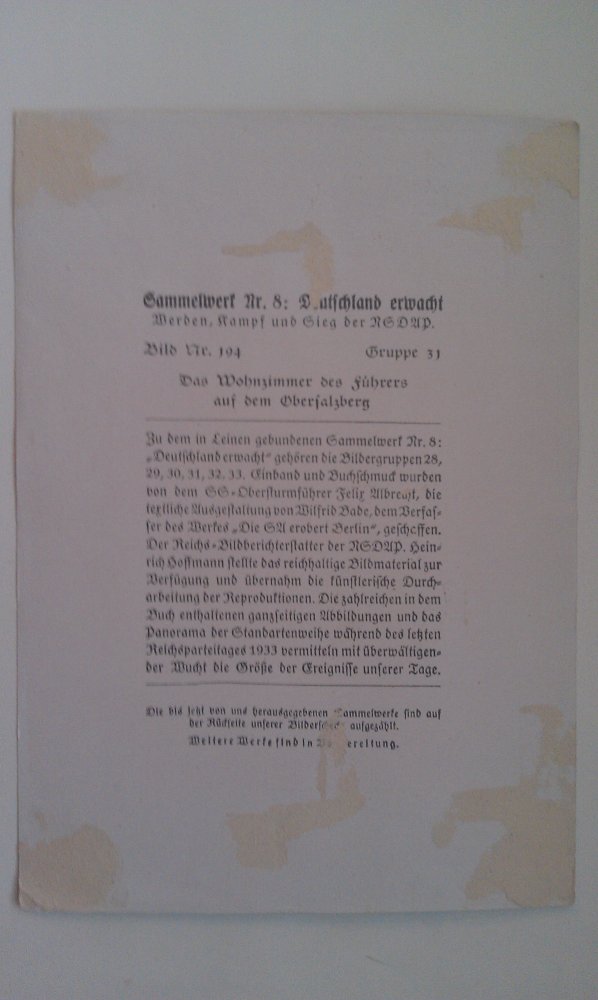 Sammelwerk Nr. 8: D utschland erwacht
Werden, Kampf und Sieg der NSDAP.
Bild Nr. 194 Gruppe 31
Das Wohnzimmer des Führers
auf dem Obersalzberg
Zu dem in Leinen gebundenen Sammelwerk Nr. 8:
„Deutschland erwacht“ gehören die Bildergruppen 28,
29, 30, 31, 32, 33. Einband und Buchschmuck wurden
von dem SS-Obersturmführer Felix Albrecht, die
textliche Ausgestaltung von Wilfrid Bade, dem Verfas-
ser des Werkes „Die SA erobert Berlin“, geschaffen.
Der Reichs-Bildberichterstatter der NSDAP. Hein-
rich Hoffmann stellte das reichhaltige Bildmaterial zur
Verfügung und übernahm die künstlerische Durch-
arbeitung der Reproduktionen. Die zahlreichen in dem
Buch enthaltenen ganzseitigen Abbildungen und das
Panorama der Standartenweihe während des letzten
Reichsparteitages 1933 vermitteln mit überwältigen-
der Wucht die Größe der Ereignisse unserer Tage.
Die bis jetzt von uns herausgegebenen Sammelwerke sind auf
der Rückseite unserer Bilderschecks aufgezählt.
Weitere Werke sind in Vo ereitung.